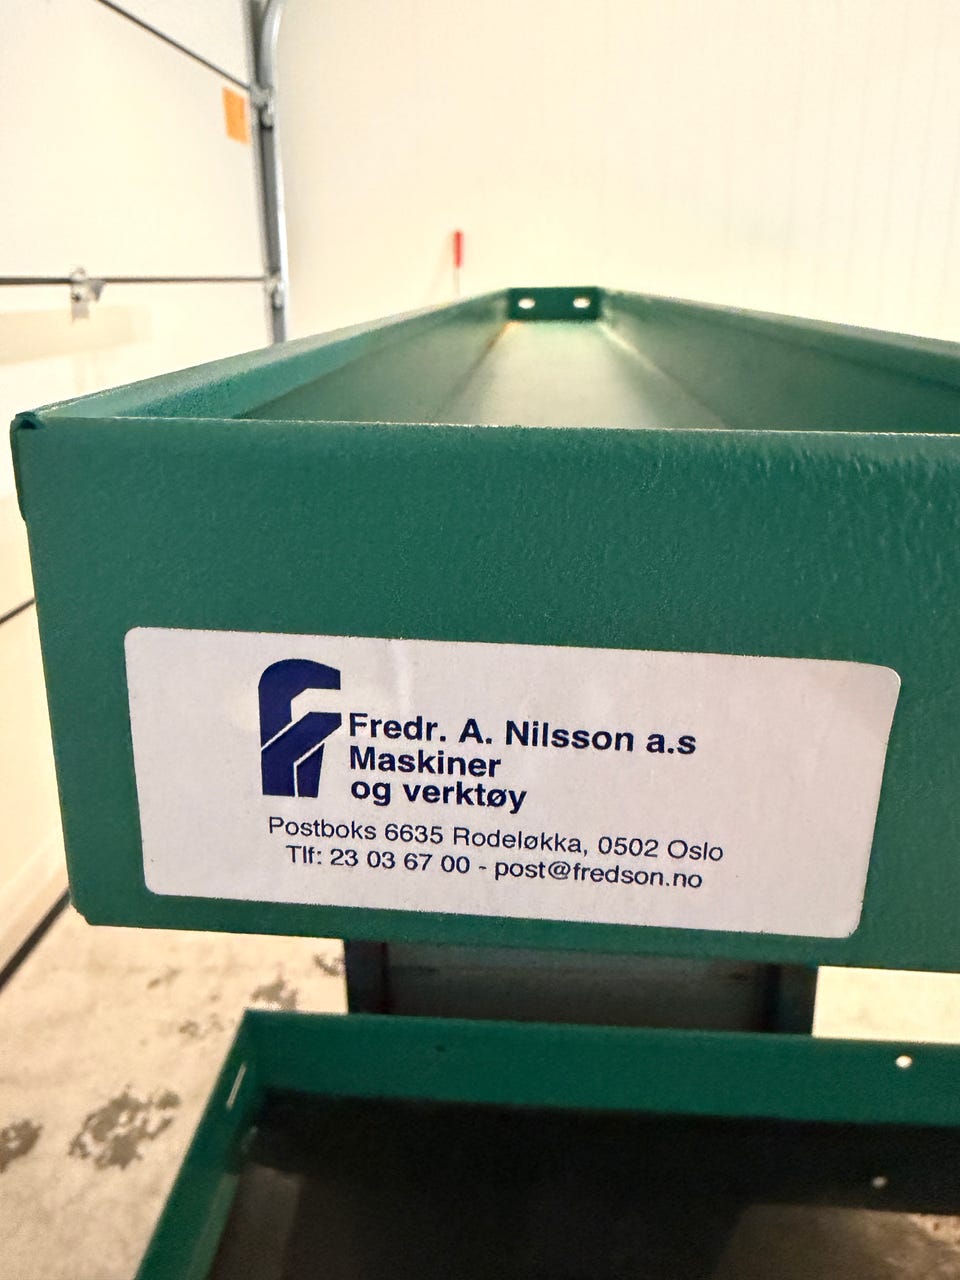 Fredr. A. Nilsson a.s
Maskiner
og verktøy
Postboks 6635 Rodeløkka, 0502 Oslo
Tlf: 23 03 67 00 - post@fredson.no